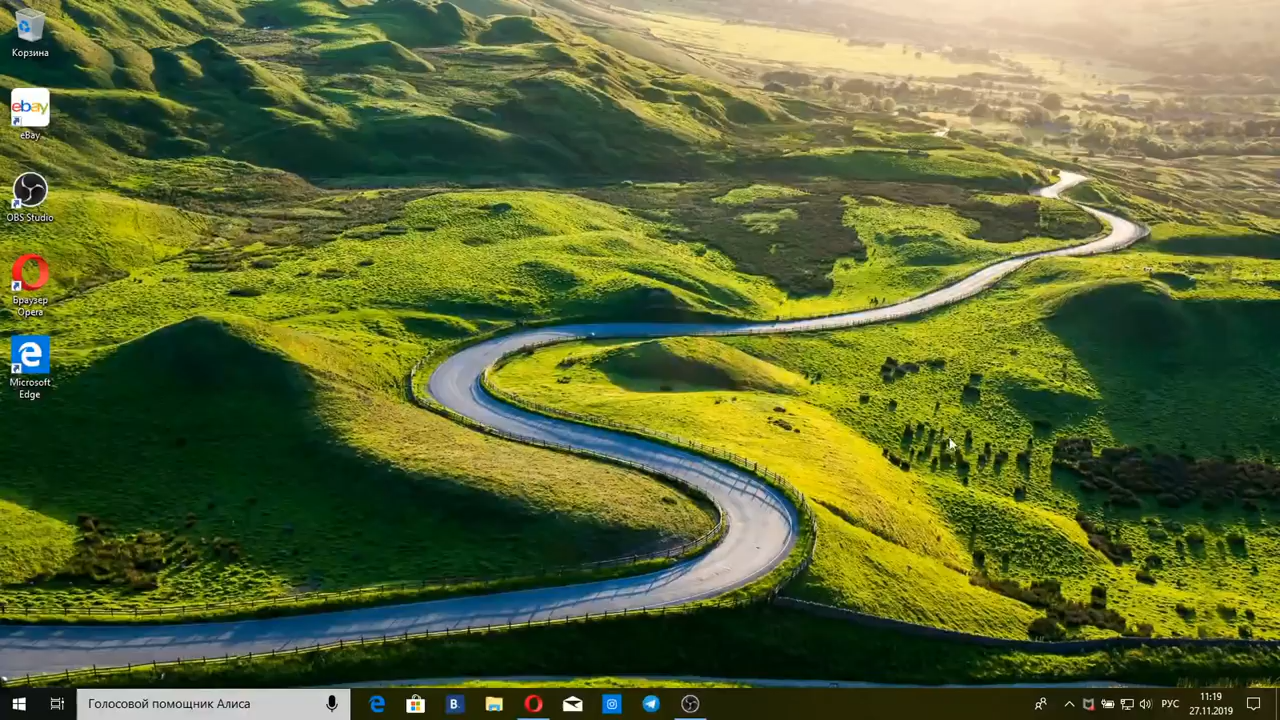 Корзина
ebay
eBay
OBS Studio
Браузер
Opera
Microsoft
Edge
Голосовой помощник Алиса
B.
РУС
11:19
27.11.2019